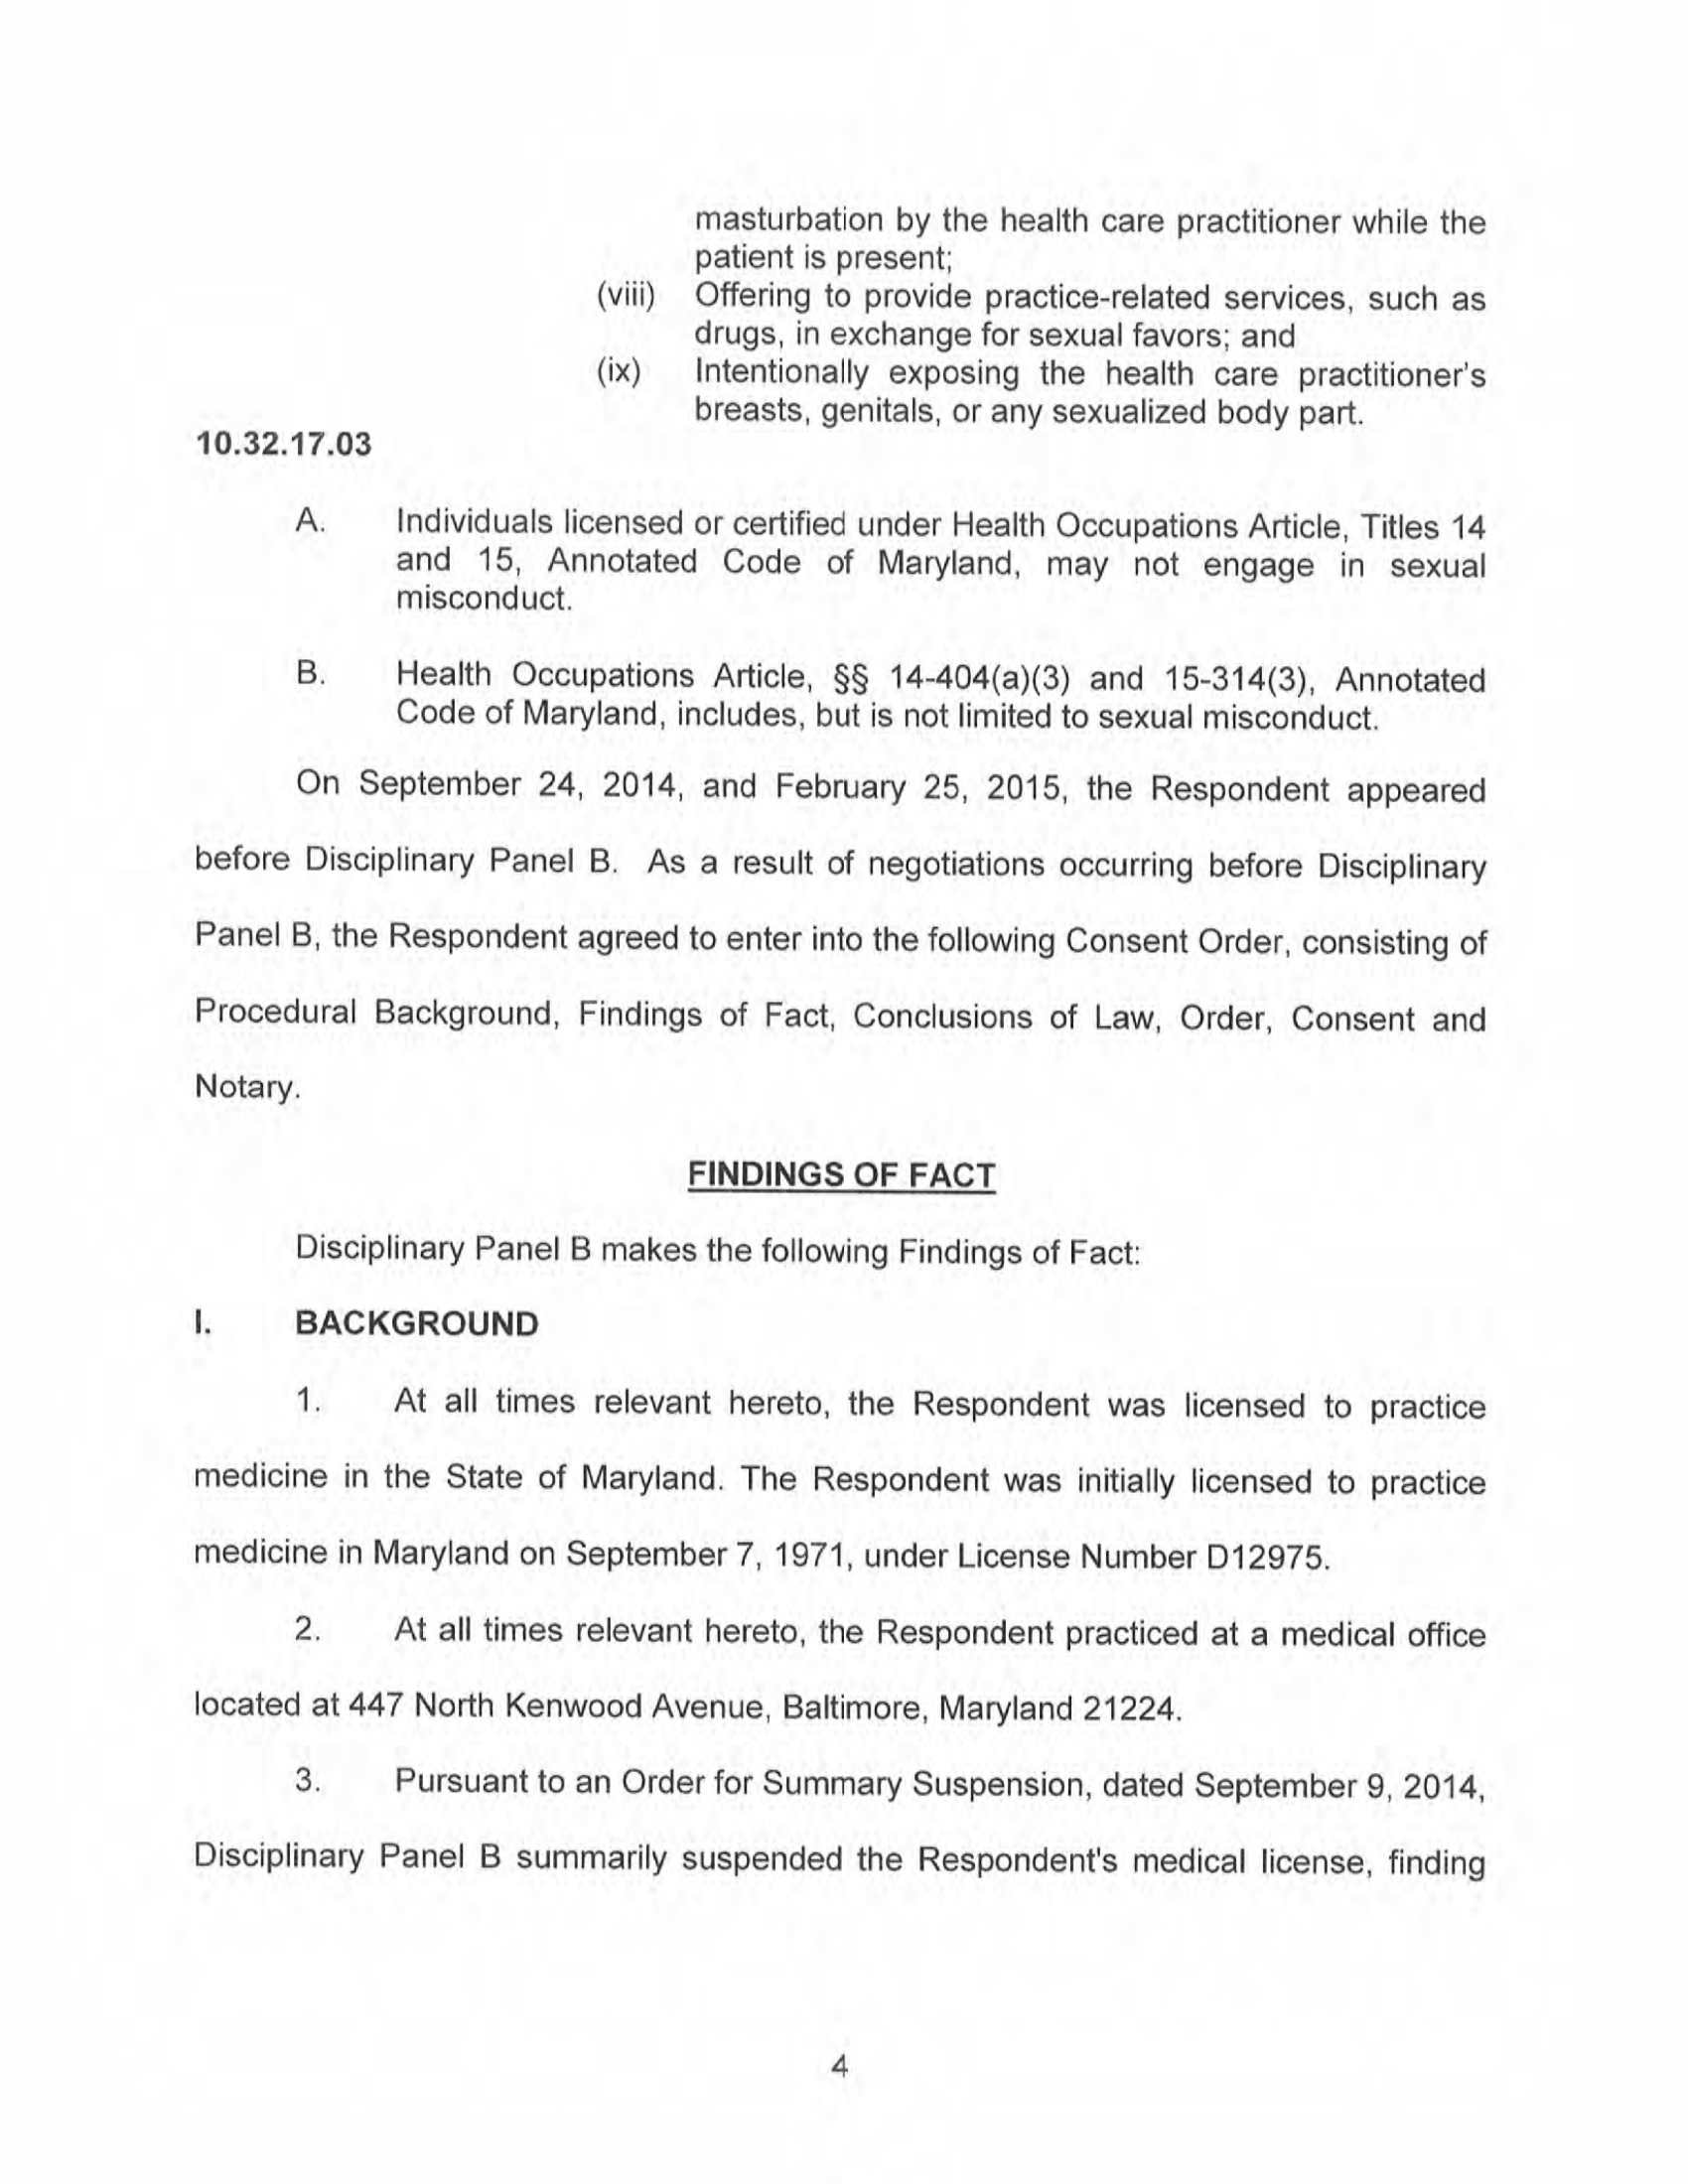 masturbation by the health care practitioner while the
patient is present;
(viii) Offering to provide practice-related services, such as
drugs, in exchange for sexual favors; and
(ix) Intentionally exposing the health care practitioner's
breasts, genitals, or any sexualized body part.
10.32.17.03
A. Individuals licensed or certified under Health Occupations Article, Titles 14
and 15, Annotated Code of Maryland, may not engage in sexual
misconduct.
B. Health Occupations Article, §§ 14-404(a)(3) and 15-314(3), Annotated
Code of Maryland, includes, but is not limited to sexual misconduct.
On September 24, 2014, and February 25, 2015, the Respondent appeared
before Disciplinary Panel B. As a result of negotiations occurring before Disciplinary
Panel B, the Respondent agreed to enter into the following Consent Order, consisting of
Procedural Background, Findings of Fact, Conclusions of Law, Order, Consent and
Notary.
FINDINGS OF FACT
Disciplinary Panel B makes the following Findings of Fact:
I. BACKGROUND
1. At all times relevant hereto, the Respondent was licensed to practice
medicine in the State of Maryland. The Respondent was initially licensed to practice
medicine in Maryland on September 7, 1971, under License Number D12975.
2. At all times relevant hereto, the Respondent practiced at a medical office
located at 447 North Kenwood Avenue, Baltimore, Maryland 21224.
3. Pursuant to an Order for Summary Suspension, dated September 9, 2014,
Disciplinary Panel B summarily suspended the Respondent's medical license, finding
4